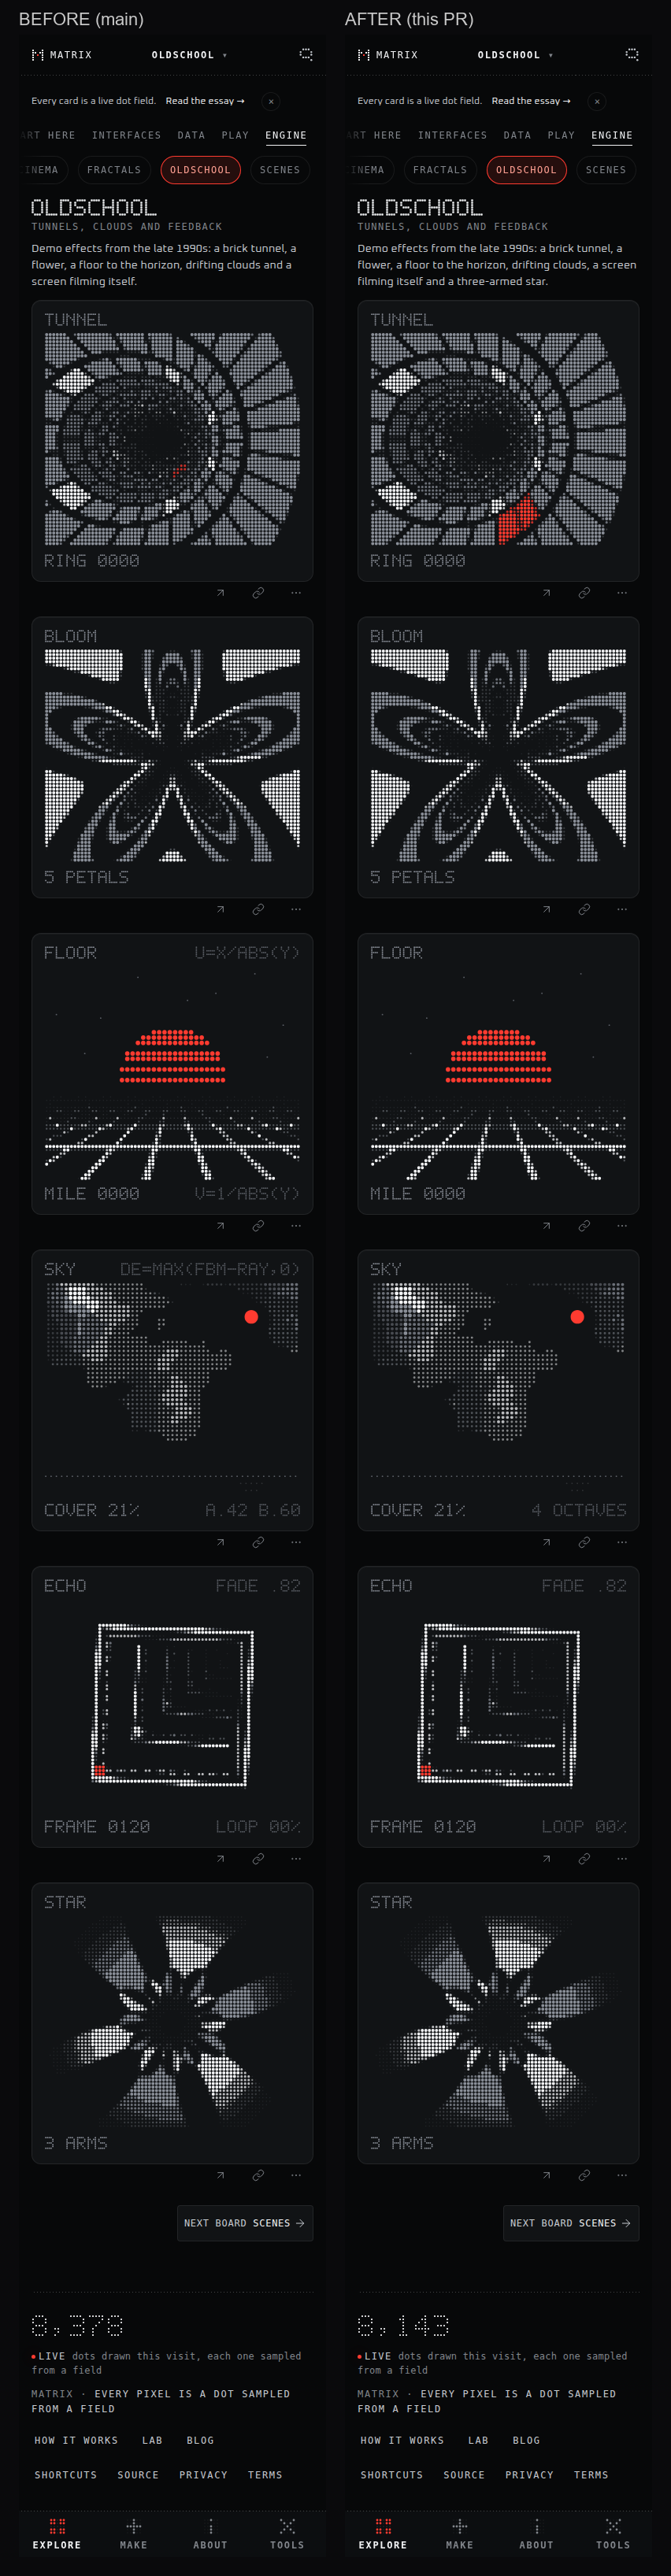 BEFORE (main)
MATRIX
OLDSCHOOL ▾
Every card is a live dot field. Read the essay → ×
ART HERE INTERFACES DATA PLAY ENGINE
INEMA FRACTALS OLDSCHOOL SCENES
OLDSCHOOL
TUNNELS, CLOUDS AND FEEDBACK
Demo effects from the late 1990s: a brick tunnel, a
flower, a floor to the horizon, drifting clouds and a
screen filming itself.
TUNNEL
RING 0000
BLOOM
5 PETALS
FLOOR U=X/ABS(Y)
MILE 0000 V=1/ABS(Y)
SKY DE=MAX(FBM-RAY,0)
COVER 21% A.42 B.60
ECHO FADE .82
FRAME 0120 LOOP 00%
STAR
3 ARMS
NEXT BOARD SCENES →
8,378
LIVE dots drawn this visit, each one sampled
from a field
MATRIX · EVERY PIXEL IS A DOT SAMPLED
FROM A FIELD
HOW IT WORKS LAB BLOG
SHORTCUTS SOURCE PRIVACY TERMS
EXPLORE MAKE ABOUT TOOLS
AFTER (this PR)
MATRIX
OLDSCHOOL ▾
Every card is a live dot field. Read the essay → ×
ART HERE INTERFACES DATA PLAY ENGINE
INEMA FRACTALS OLDSCHOOL SCENES
OLDSCHOOL
TUNNELS, CLOUDS AND FEEDBACK
Demo effects from the late 1990s: a brick tunnel, a
flower, a floor to the horizon, drifting clouds, a screen
filming itself and a three-armed star.
TUNNEL
RING 0000
BLOOM
5 PETALS
FLOOR
MILE 0000
SKY
COVER 21% 4 OCTAVES
ECHO FADE .82
FRAME 0120 LOOP 00%
STAR
3 ARMS
NEXT BOARD SCENES →
8,143
LIVE dots drawn this visit, each one sampled
from a field
MATRIX · EVERY PIXEL IS A DOT SAMPLED
FROM A FIELD
HOW IT WORKS LAB BLOG
SHORTCUTS SOURCE PRIVACY TERMS
EXPLORE MAKE ABOUT TOOLS